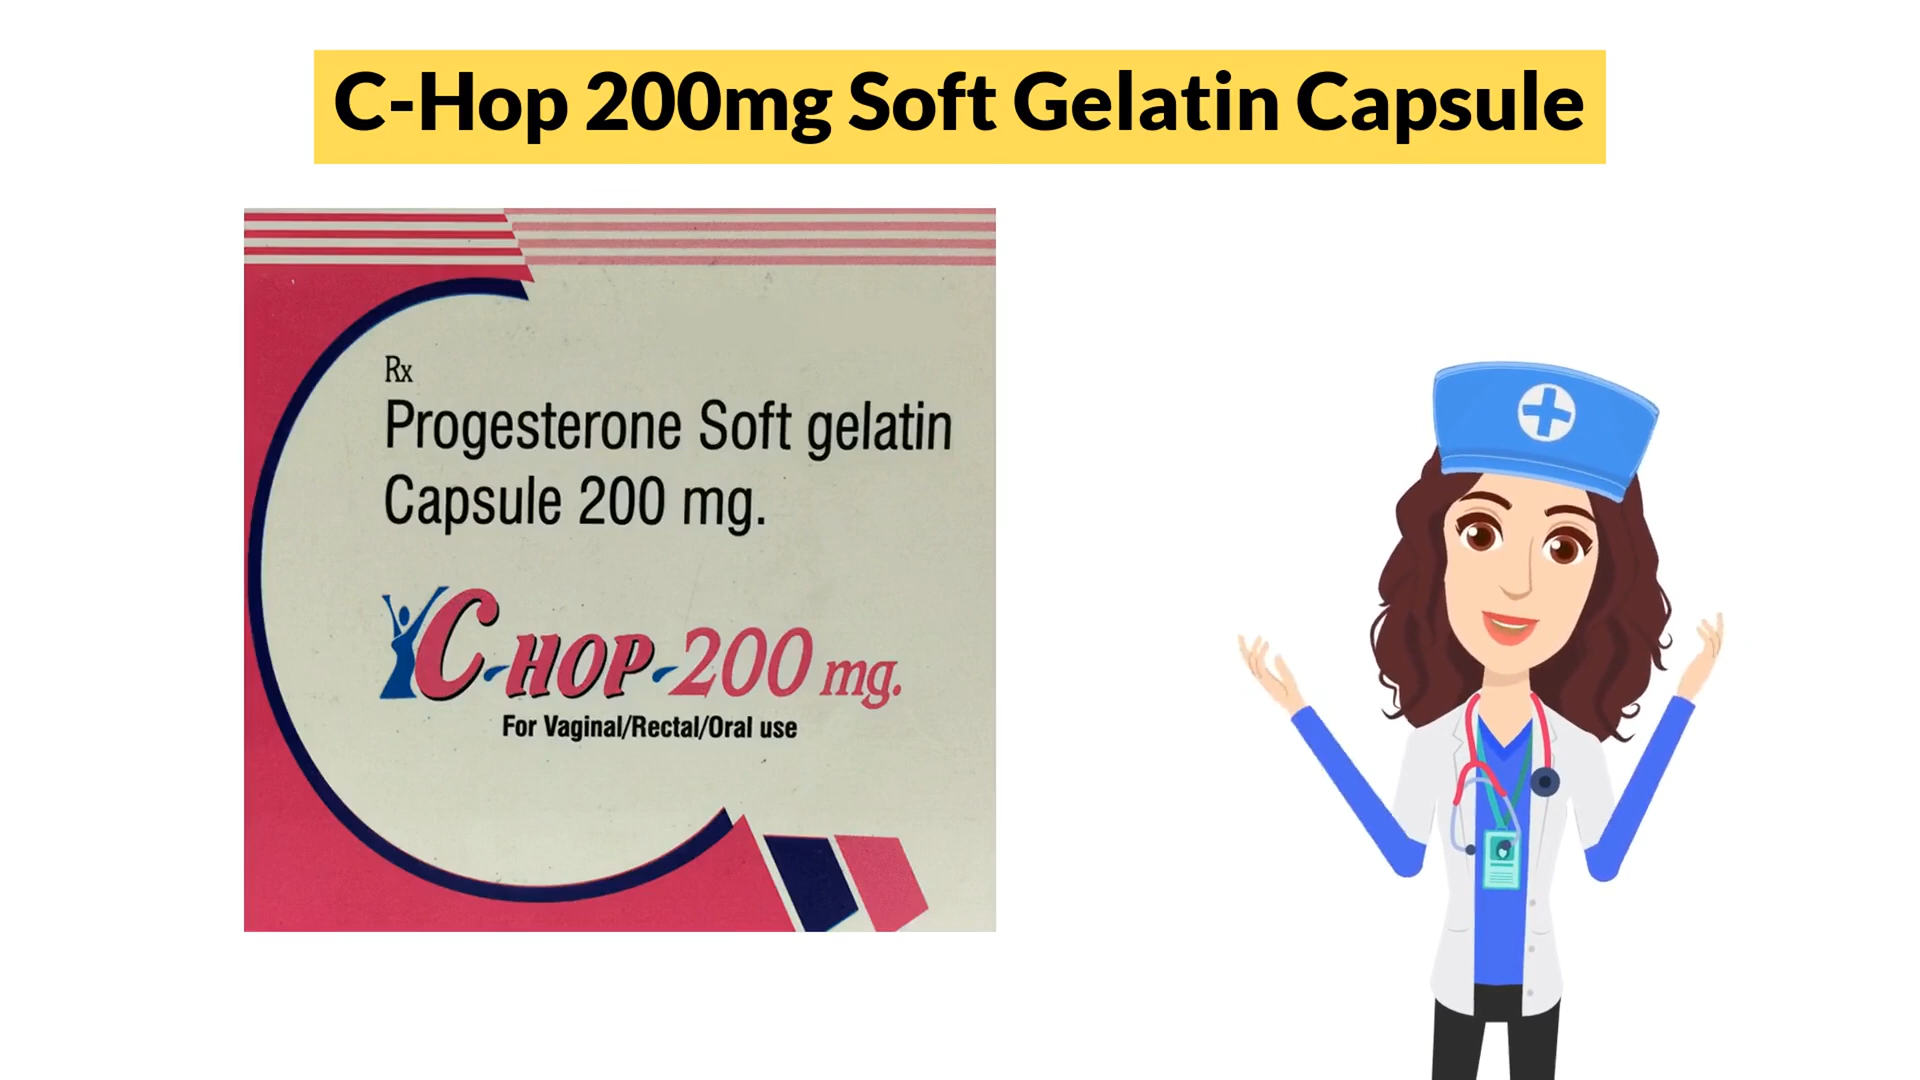 C-Hop 200mg Soft Gelatin Capsule
Rx
Progesterone Soft gelatin
Capsule 200 mg.
C-HOP-200 mg.
For Vaginal/Rectal/Oral use